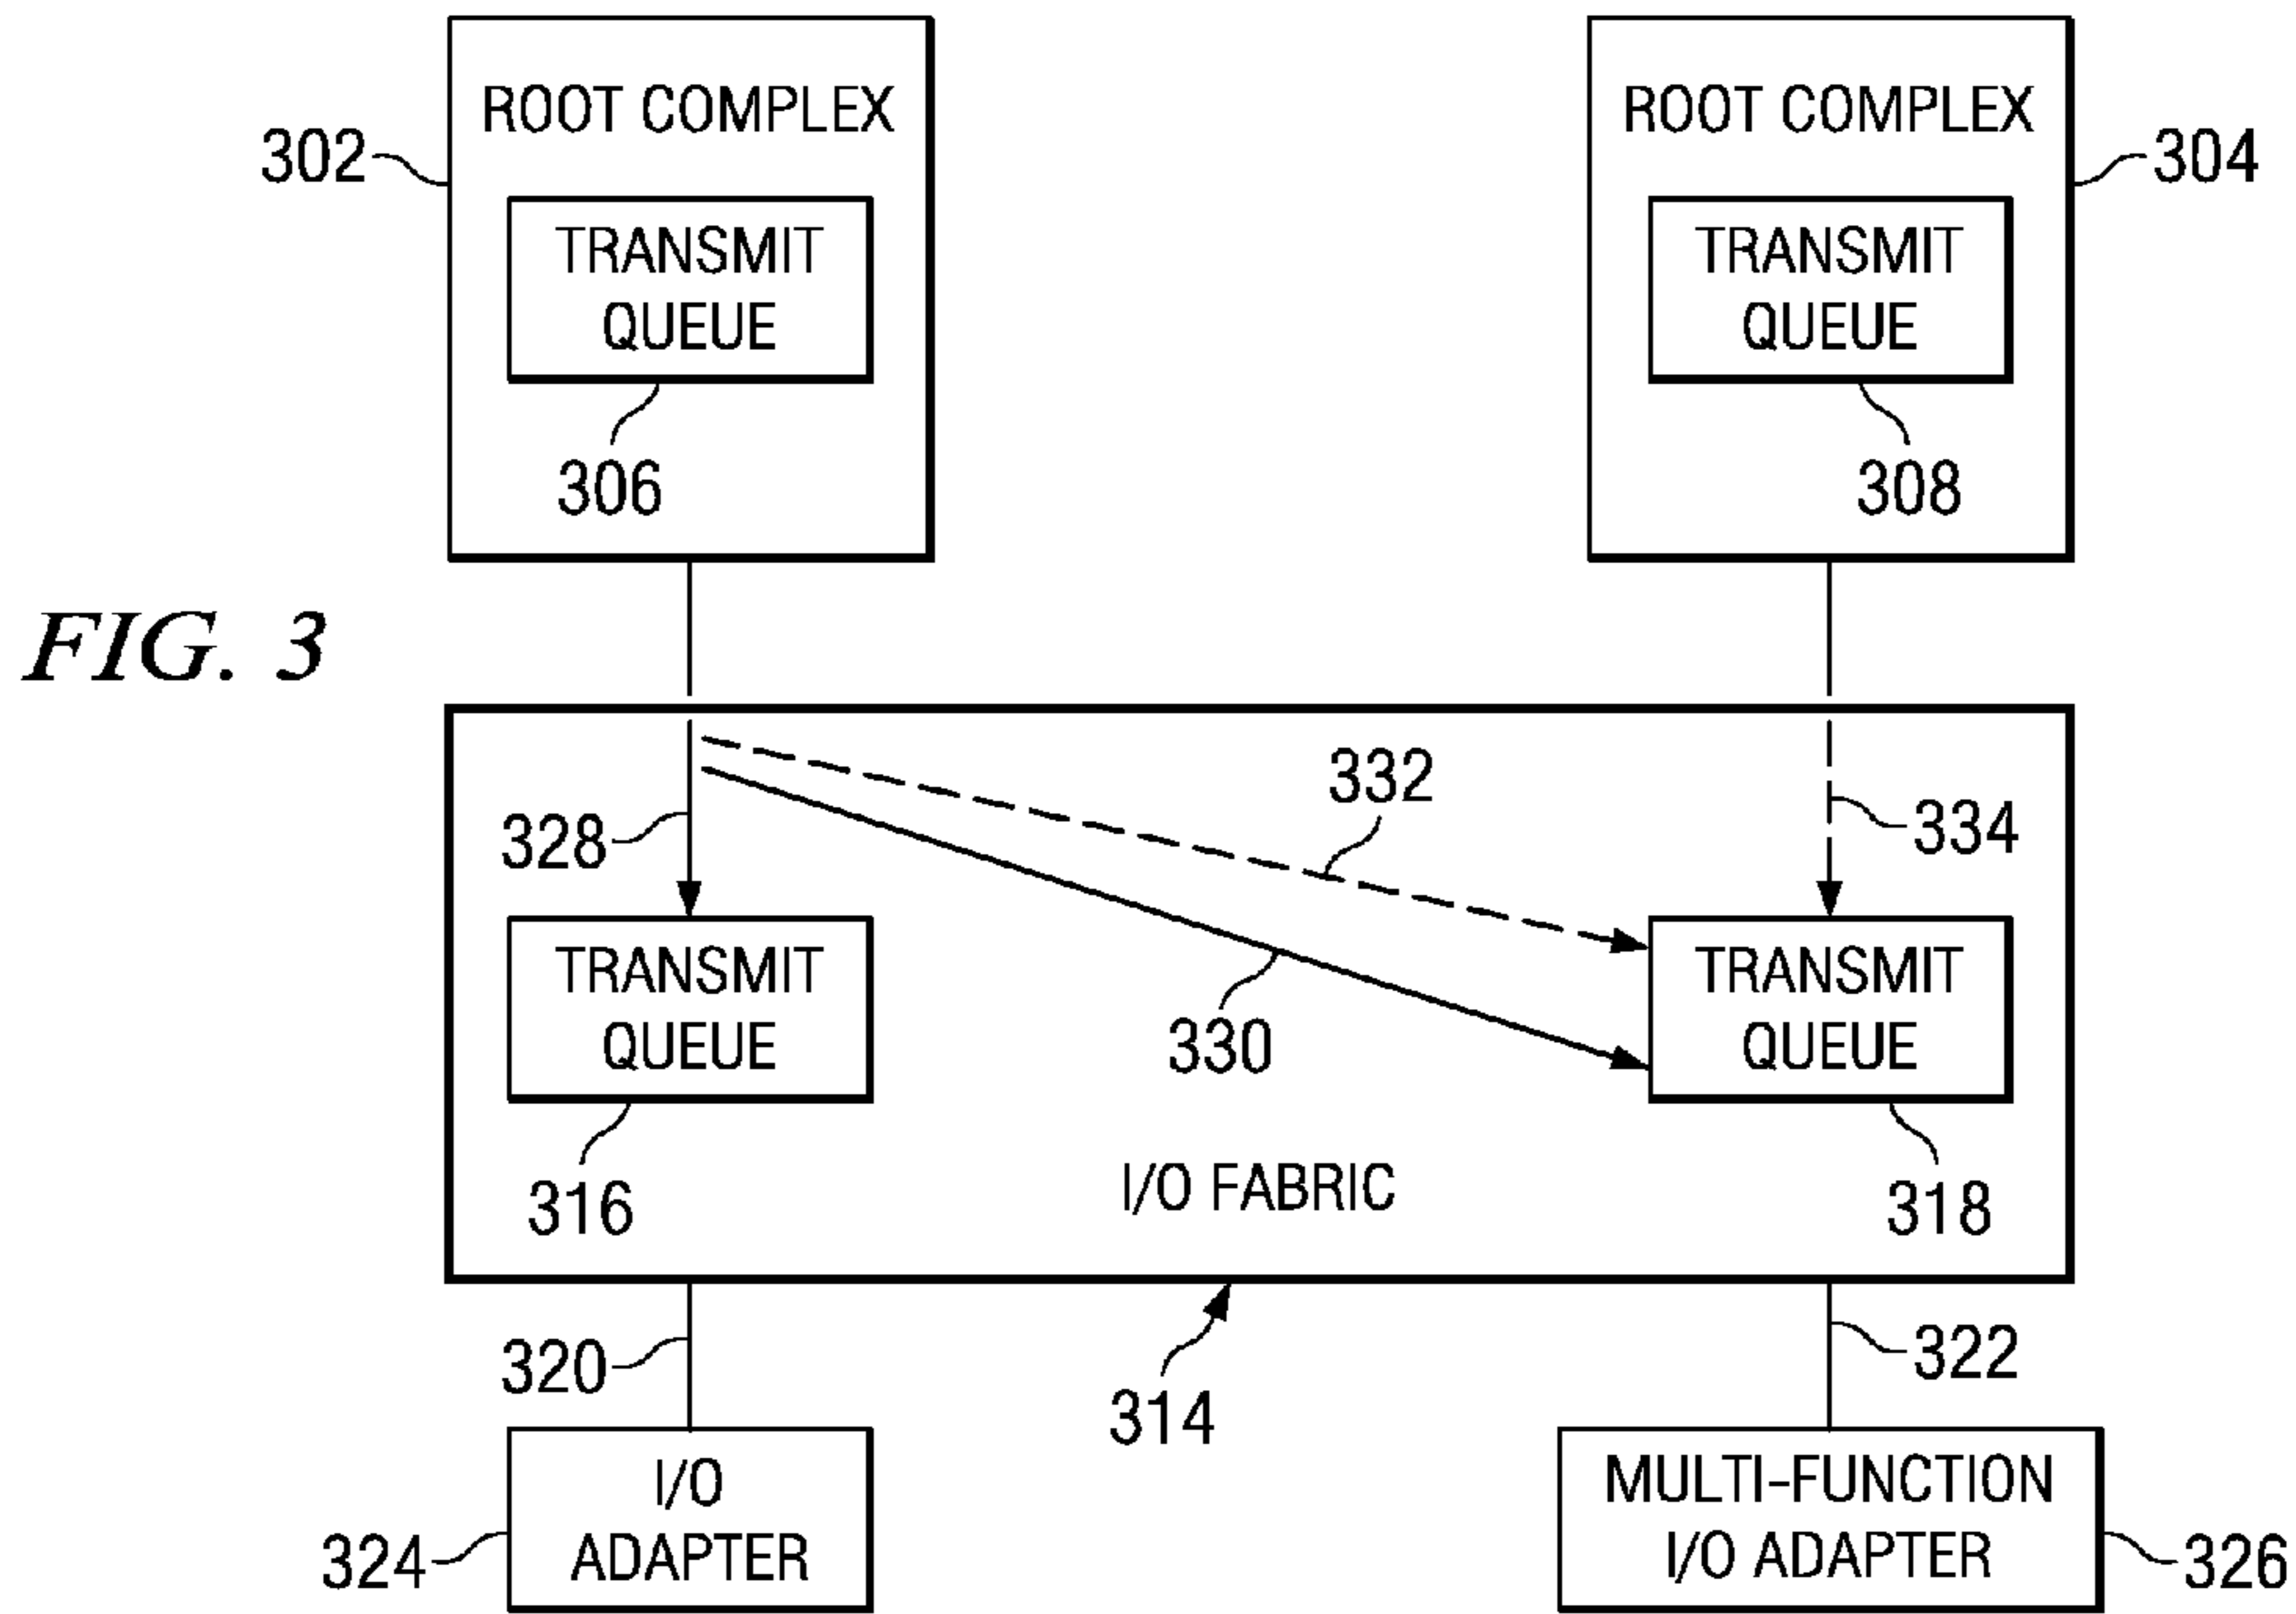 ROOT COMPLEX
302
TRANSMIT
QUEUE
306
ROOT COMPLEX
304
TRANSMIT
QUEUE
308
FIG. 3
328
332
334
330
TRANSMIT
QUEUE
316
TRANSMIT
QUEUE
318
I/O FABRIC
314
320
322
I/O
ADAPTER
324
MULTI-FUNCTION
I/O ADAPTER
326